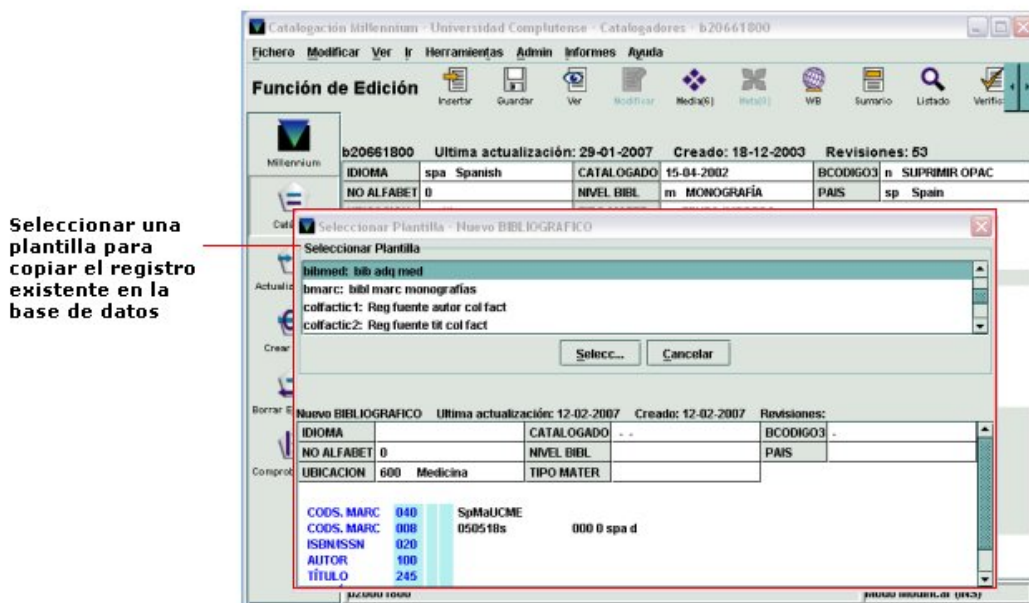 Seleccionar una
plantilla para
copiar el registro
existente en la
base de datos
Catalogación Millennium · Universidad Complutense · Catalogadores · b20661800
Fichero Modificar Ver Ir Herramientas Admin Informes Ayuda
Función de Edición
Insertar Guardar Ver Modificar Media(6) WB Sumario Listado
Millennium
b20661800 Ultima actualización: 29-01-2007 Creado: 18-12-2003 Revisiones: 53
IDIOMA spa Spanish CATALOGADO 15-04-2002 BCODIGO3 n SUPRIMIR OPAC
NO ALFABET 0 NIVEL BIBL m MONOGRAFÍA PAIS sp Spain
Seleccionar Plantilla · Nuevo BIBLIOGRAFICO
Seleccionar Plantilla
bibmed: bib adq med
bmarc: bibl marc monografías
colfactic1: Reg fuente autor col fact
colfactic2: Reg fuente tit col fact
Selecc... Cancelar
Crear
Borrar E
Nuevo BIBLIOGRAFICO Ultima actualización: 12-02-2007 Creado: 12-02-2007 Revisiones:
IDIOMA CATALOGADO - - BCODIGO3 -
NO ALFABET 0 NIVEL BIBL PAIS
UBICACION 600 Medicina TIPO MATER
CODS. MARC 040 SpMaUCME
CODS. MARC 008 050518s 000 0 spa d
ISBN/ISSN 020
AUTOR 100
TÍTULO 245